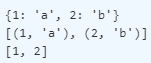 {1: 'a', 2: 'b'}
[(1, 'a'), (2, 'b')]
[1, 2]